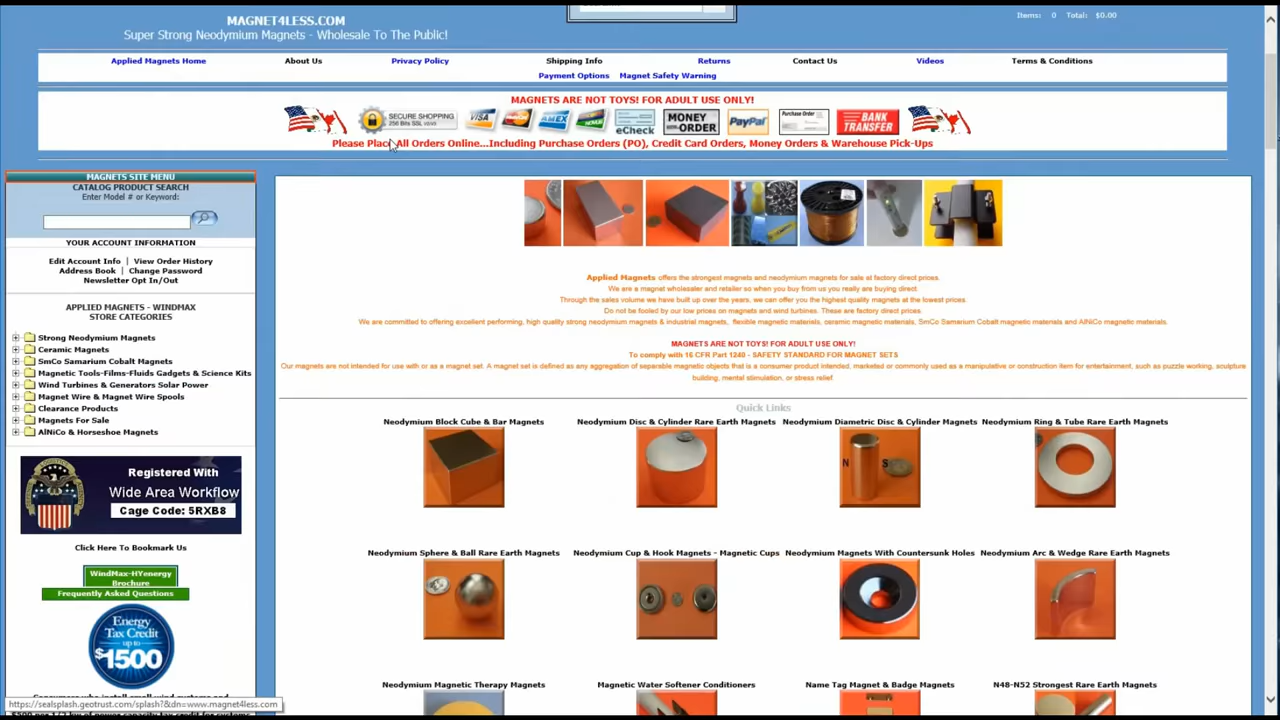 MAGNET4LESS.COM
Items: 0 Total: $0.00
Super Strong Neodymium Magnets - Wholesale To The Public!
Applied Magnets Home About Us Privacy Policy Shipping Info Returns Contact Us Videos Terms & Conditions
Payment Options Magnet Safety Warning
MAGNETS ARE NOT TOYS! FOR ADULT USE ONLY!
SECURE SHOPPING
VISA AMEX eCheck MONEY ORDER PayPal Purchase Order BANK TRANSFER
Please Place All Orders Online...Including Purchase Orders (PO), Credit Card Orders, Money Orders & Warehouse Pick-Ups
MAGNETS SITE MENU
CATALOG PRODUCT SEARCH
Enter Model # or Keyword:
YOUR ACCOUNT INFORMATION
Edit Account Info | View Order History
Address Book | Change Password
Newsletter Opt In/Out
APPLIED MAGNETS - WINDMAX
STORE CATEGORIES
Strong Neodymium Magnets
Ceramic Magnets
SmCo Samarium Cobalt Magnets
Magnetic Tools-Films-Fluids Gadgets & Science Kits
Wind Turbines & Generators Solar Power
Magnet Wire & Magnet Wire Spools
Clearance Products
Magnets For Sale
AlNiCo & Horseshoe Magnets
Registered With
Wide Area Workflow
Cage Code: 5RXB8
Click Here To Bookmark Us
WindMax-HYenergy
Brochure
Frequently Asked Questions
Energy
Tax Credit
up to
$1500
https://sealsplash.geotrust.com/splash?&dn=www.magnet4less.com
Applied Magnets offers the strongest magnets and neodymium magnets for sale at factory direct prices.
We are a magnet wholesaler and retailer so when you buy from us you really are buying direct.
Through the sales volume we have built up over the years, we can offer you the highest quality magnets at the lowest prices.
Do not be fooled by our low prices on magnets and wind turbines. These are factory direct prices
We are committed to offering excellent performing, high quality strong neodymium magnets & industrial magnets, flexible magnetic materials, ceramic magnetic materials, SmCo Samarium Cobalt magnetic materials and AlNiCo magnetic materials.
MAGNETS ARE NOT TOYS! FOR ADULT USE ONLY!
To comply with 16 CFR Part 1240 - SAFETY STANDARD FOR MAGNET SETS
Our magnets are not intended for use with or as a magnet set. A magnet set is defined as any aggregation of separable magnetic objects that is a consumer product intended, marketed or commonly used as a manipulative or construction item for entertainment, such as puzzle working, sculpture
building, mental stimulation, or stress relief.
Quick Links
Neodymium Block Cube & Bar Magnets Neodymium Disc & Cylinder Rare Earth Magnets Neodymium Diametric Disc & Cylinder Magnets Neodymium Ring & Tube Rare Earth Magnets
N S
Neodymium Sphere & Ball Rare Earth Magnets Neodymium Cup & Hook Magnets - Magnetic Cups Neodymium Magnets With Countersunk Holes Neodymium Arc & Wedge Rare Earth Magnets
Neodymium Magnetic Therapy Magnets Magnetic Water Softener Conditioners Name Tag Magnet & Badge Magnets N48-N52 Strongest Rare Earth Magnets